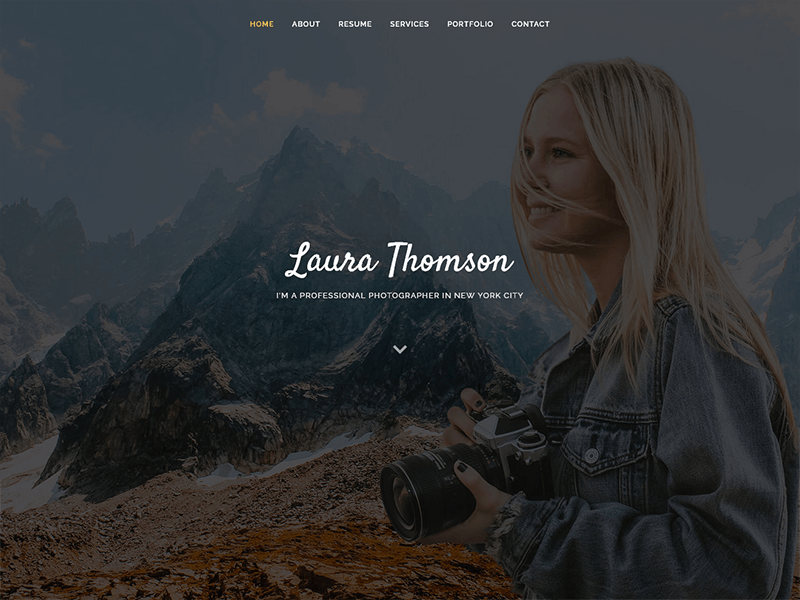 HOME ABOUT RESUME SERVICES PORTFOLIO CONTACT
Laura Thomson
I'M A PROFESSIONAL PHOTOGRAPHER IN NEW YORK CITY